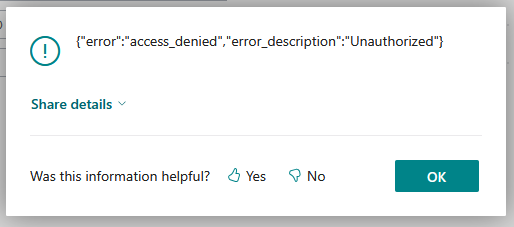 {"error":"access_denied","error_description":"Unauthorized"}
Share details
Was this information helpful? Yes No OK